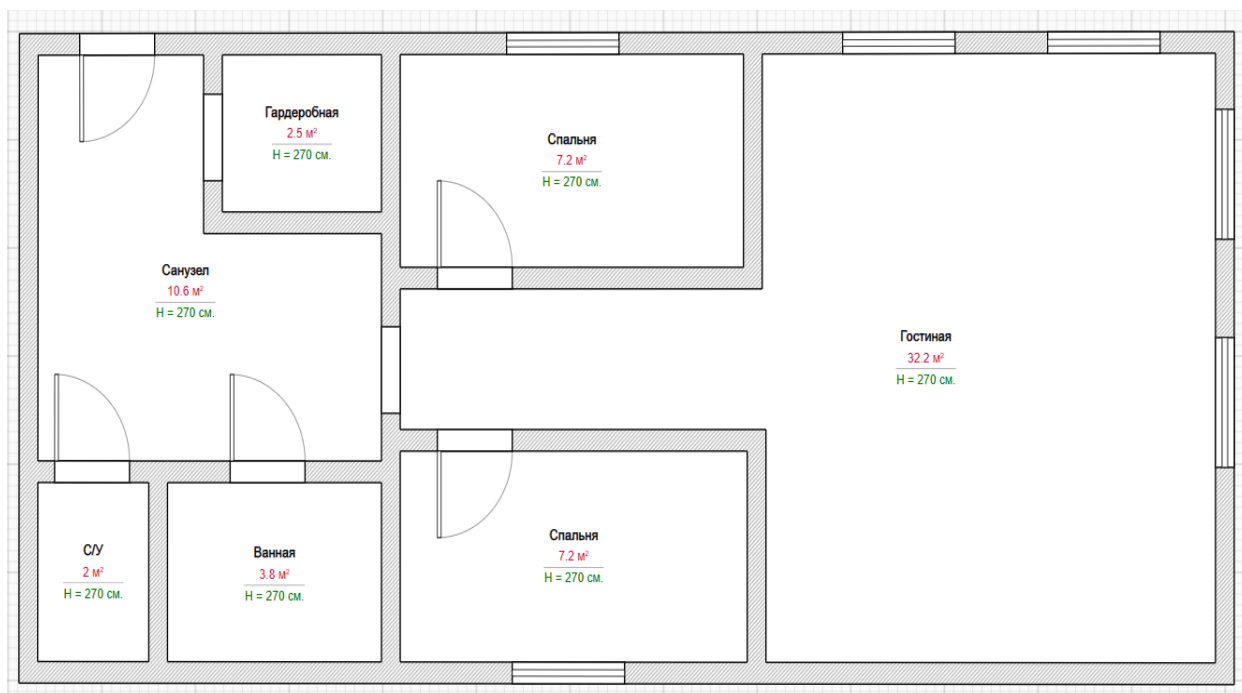 Гардеробная
2.5 м²
H = 270 см.
Спальня
7.2 м²
H = 270 см.
Санузел
10.6 м²
H = 270 см.
Гостиная
32.2 м²
H = 270 см.
С/У
2 м²
H = 270 см.
Ванная
3.8 м²
H = 270 см.
Спальня
7.2 м²
H = 270 см.